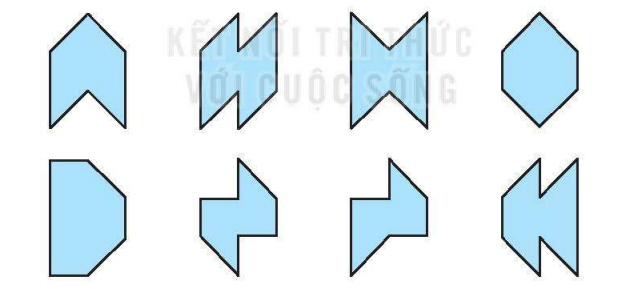 KẾT NỐI TRI THỨC
VỚI CUỘC SỐNG